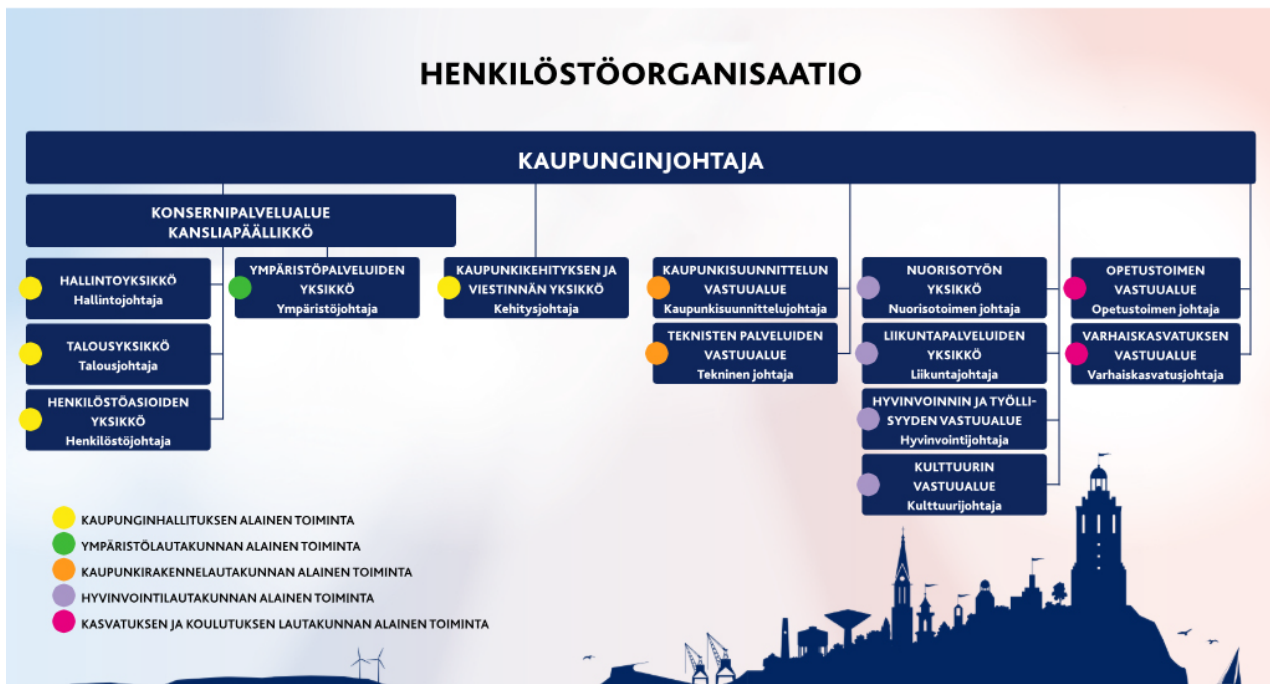 HENKILÖSTÖORGANISAATIO
KAUPUNGINJOHTAJA
KONSERNIPALVELUALUE
KANSLIAPÄÄLLIKKÖ
HALLINTOYKSIKKÖ
Hallintojohtaja
TALOUSYKSIKKÖ
Talousjohtaja
HENKILÖSTÖASIOIDEN
YKSIKKÖ
Henkilöstöjohtaja
YMPÄRISTÖPALVELUIDEN
YKSIKKÖ
Ympäristöjohtaja
KAUPUNKIKEHITYKSEN JA
VIESTINNÄN YKSIKKÖ
Kehitysjohtaja
KAUPUNKISUUNNITTELUN
VASTUUALUE
Kaupunkisuunnittelujohtaja
TEKNISTEN PALVELUIDEN
VASTUUALUE
Tekninen johtaja
NUORISOTYÖN
YKSIKKÖ
Nuorisotoimen johtaja
LIIKUNTAPALVELUIDEN
YKSIKKÖ
Liikuntajohtaja
HYVINVOINNIN JA TYÖLLI-
SYYDEN VASTUUALUE
Hyvinvointijohtaja
KULTTUURIN
VASTUUALUE
Kulttuurijohtaja
OPETUSTOIMEN
VASTUUALUE
Opetustoimen johtaja
VARHAISKASVATUKSEN
VASTUUALUE
Varhaiskasvatusjohtaja
KAUPUNGINHALLITUKSEN ALAINEN TOIMINTA
YMPÄRISTÖLAUTAKUNNAN ALAINEN TOIMINTA
KAUPUNKIRAKENNELAUTAKUNNAN ALAINEN TOIMINTA
HYVINVOINTILAUTAKUNNAN ALAINEN TOIMINTA
KASVATUKSEN JA KOULUTUKSEN LAUTAKUNNAN ALAINEN TOIMINTA